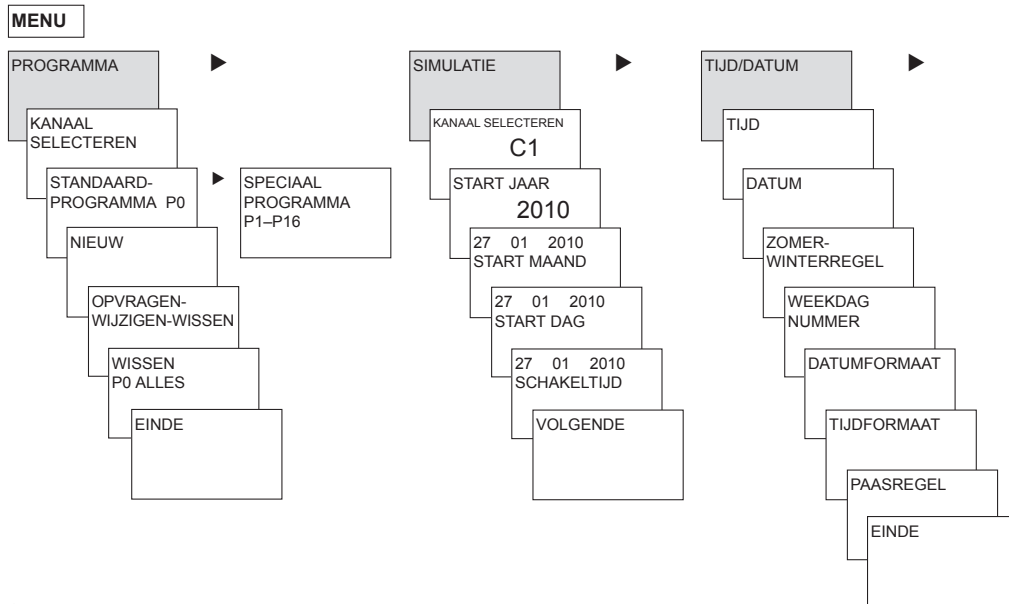 MENU
PROGRAMMA
KANAAL
SELECTEREN
STANDAARD-
PROGRAMMA P0
NIEUW
OPVRAGEN-
WIJZIGEN-WISSEN
WISSEN
P0 ALLES
EINDE
SPECIAAL
PROGRAMMA
P1–P16
SIMULATIE
KANAAL SELECTEREN
C1
START JAAR
2010
27 01 2010
START MAAND
27 01 2010
START DAG
27 01 2010
SCHAKELTIJD
VOLGENDE
TIJD/DATUM
TIJD
DATUM
ZOMER-
WINTERREGEL
WEEKDAG
NUMMER
DATUMFORMAAT
TIJDFORMAAT
PAASREGEL
EINDE